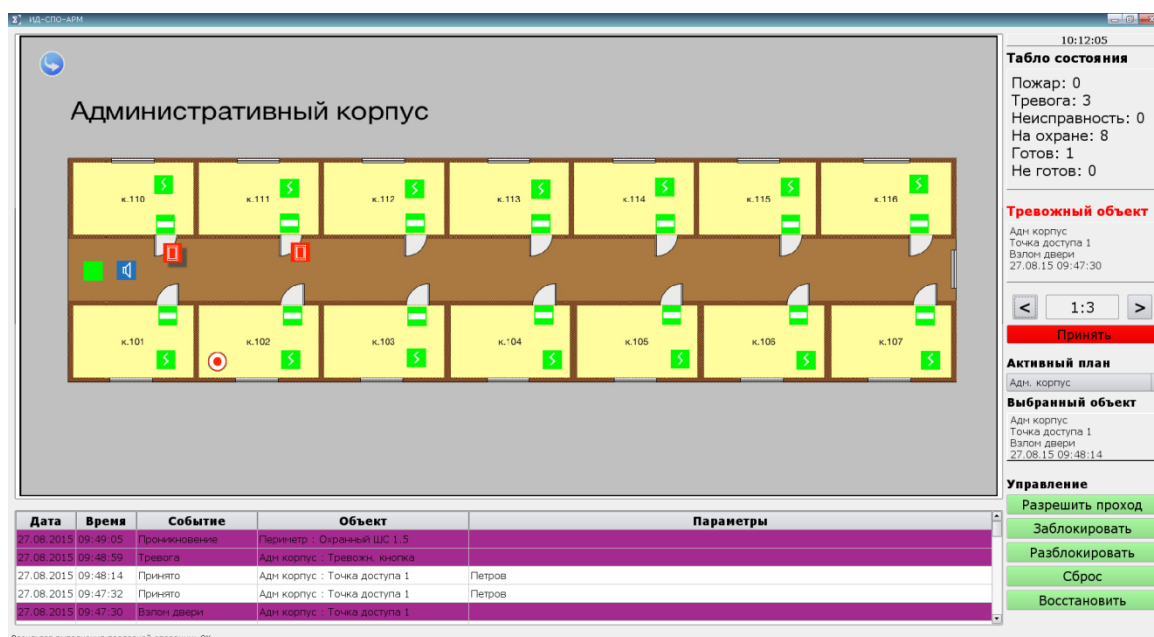 ИД-СПО-АРМ
10:12:05
Табло состояния
Пожар: 0
Тревога: 3
Неисправность: 0
На охране: 8
Готов: 1
Не готов: 0
Административный корпус
к.110 к.111 к.112 к.113 к.114 к.115 к.116
к.101 к.102 к.103 к.104 к.105 к.106 к.107
Тревожный объект
Адм корпус
Точка доступа 1
Взлом двери
27.08.15 09:47:30
< 1:3 >
Принять
Активный план
Адм. корпус
Выбранный объект
Адм корпус
Точка доступа 1
Взлом двери
27.08.15 09:48:14
Управление
Разрешить проход
Заблокировать
Разблокировать
Сброс
Восстановить
Дата Время Событие Объект Параметры
27.08.2015 09:49:05 Проникновение Периметр : Охранный ШС 1.5
27.08.2015 09:48:59 Тревога Адм корпус : Тревожн. кнопка
27.08.2015 09:48:14 Принято Адм корпус : Точка доступа 1 Петров
27.08.2015 09:47:32 Принято Адм корпус : Точка доступа 1 Петров
27.08.2015 09:47:30 Взлом двери Адм корпус : Точка доступа 1